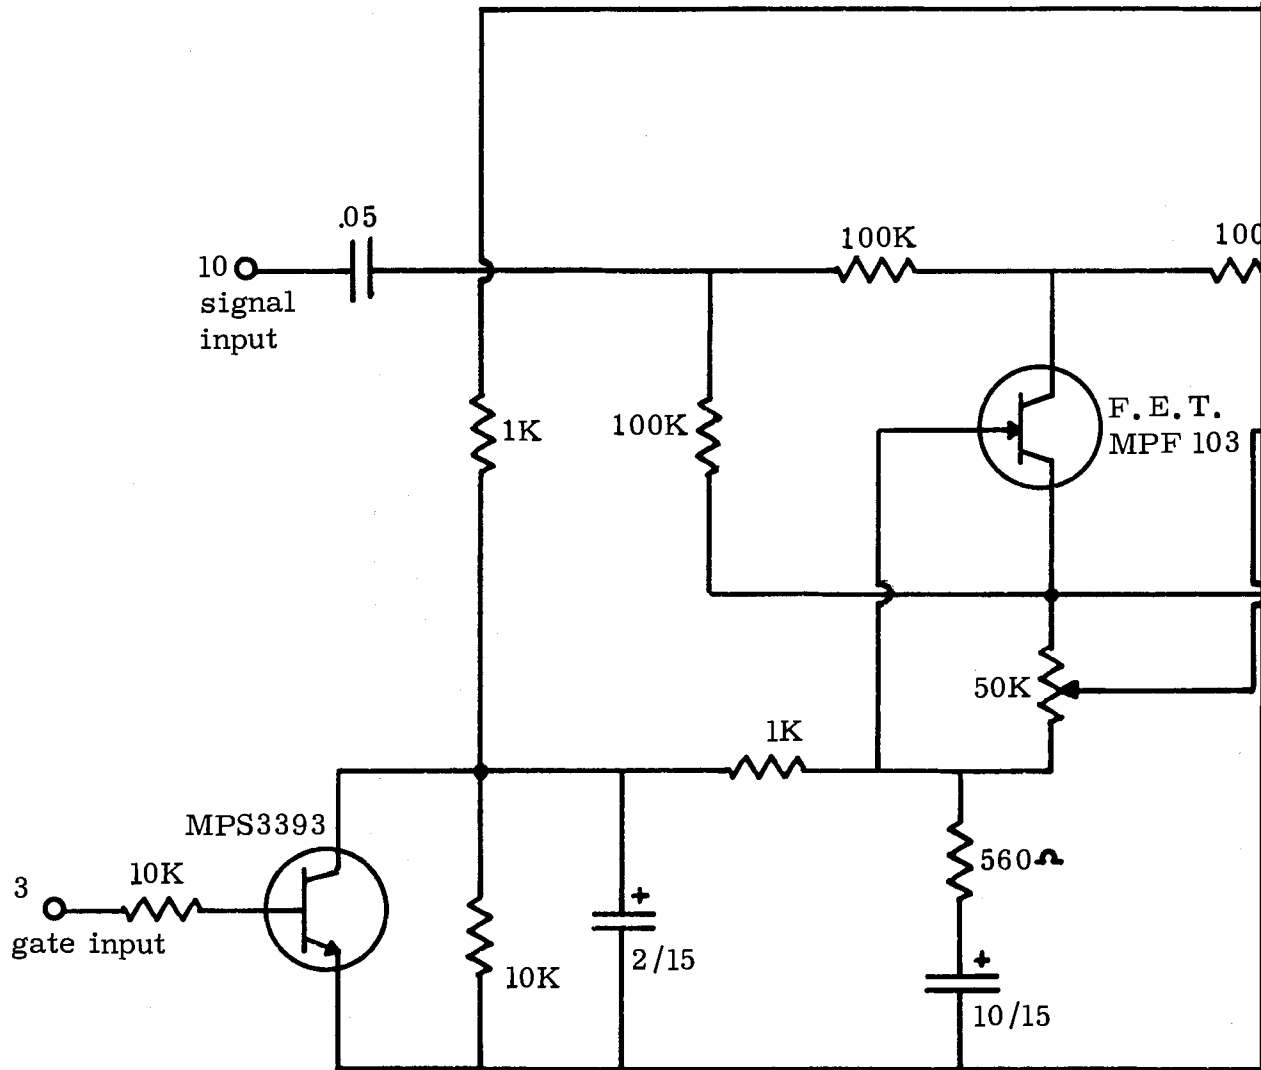 .05
100K
100
10
signal
input
F. E. T.
MPF 103
1K
100K
50K
1K
MPS3393
3
10K
560Ω
gate input
+
2/15
+
10K
10/15